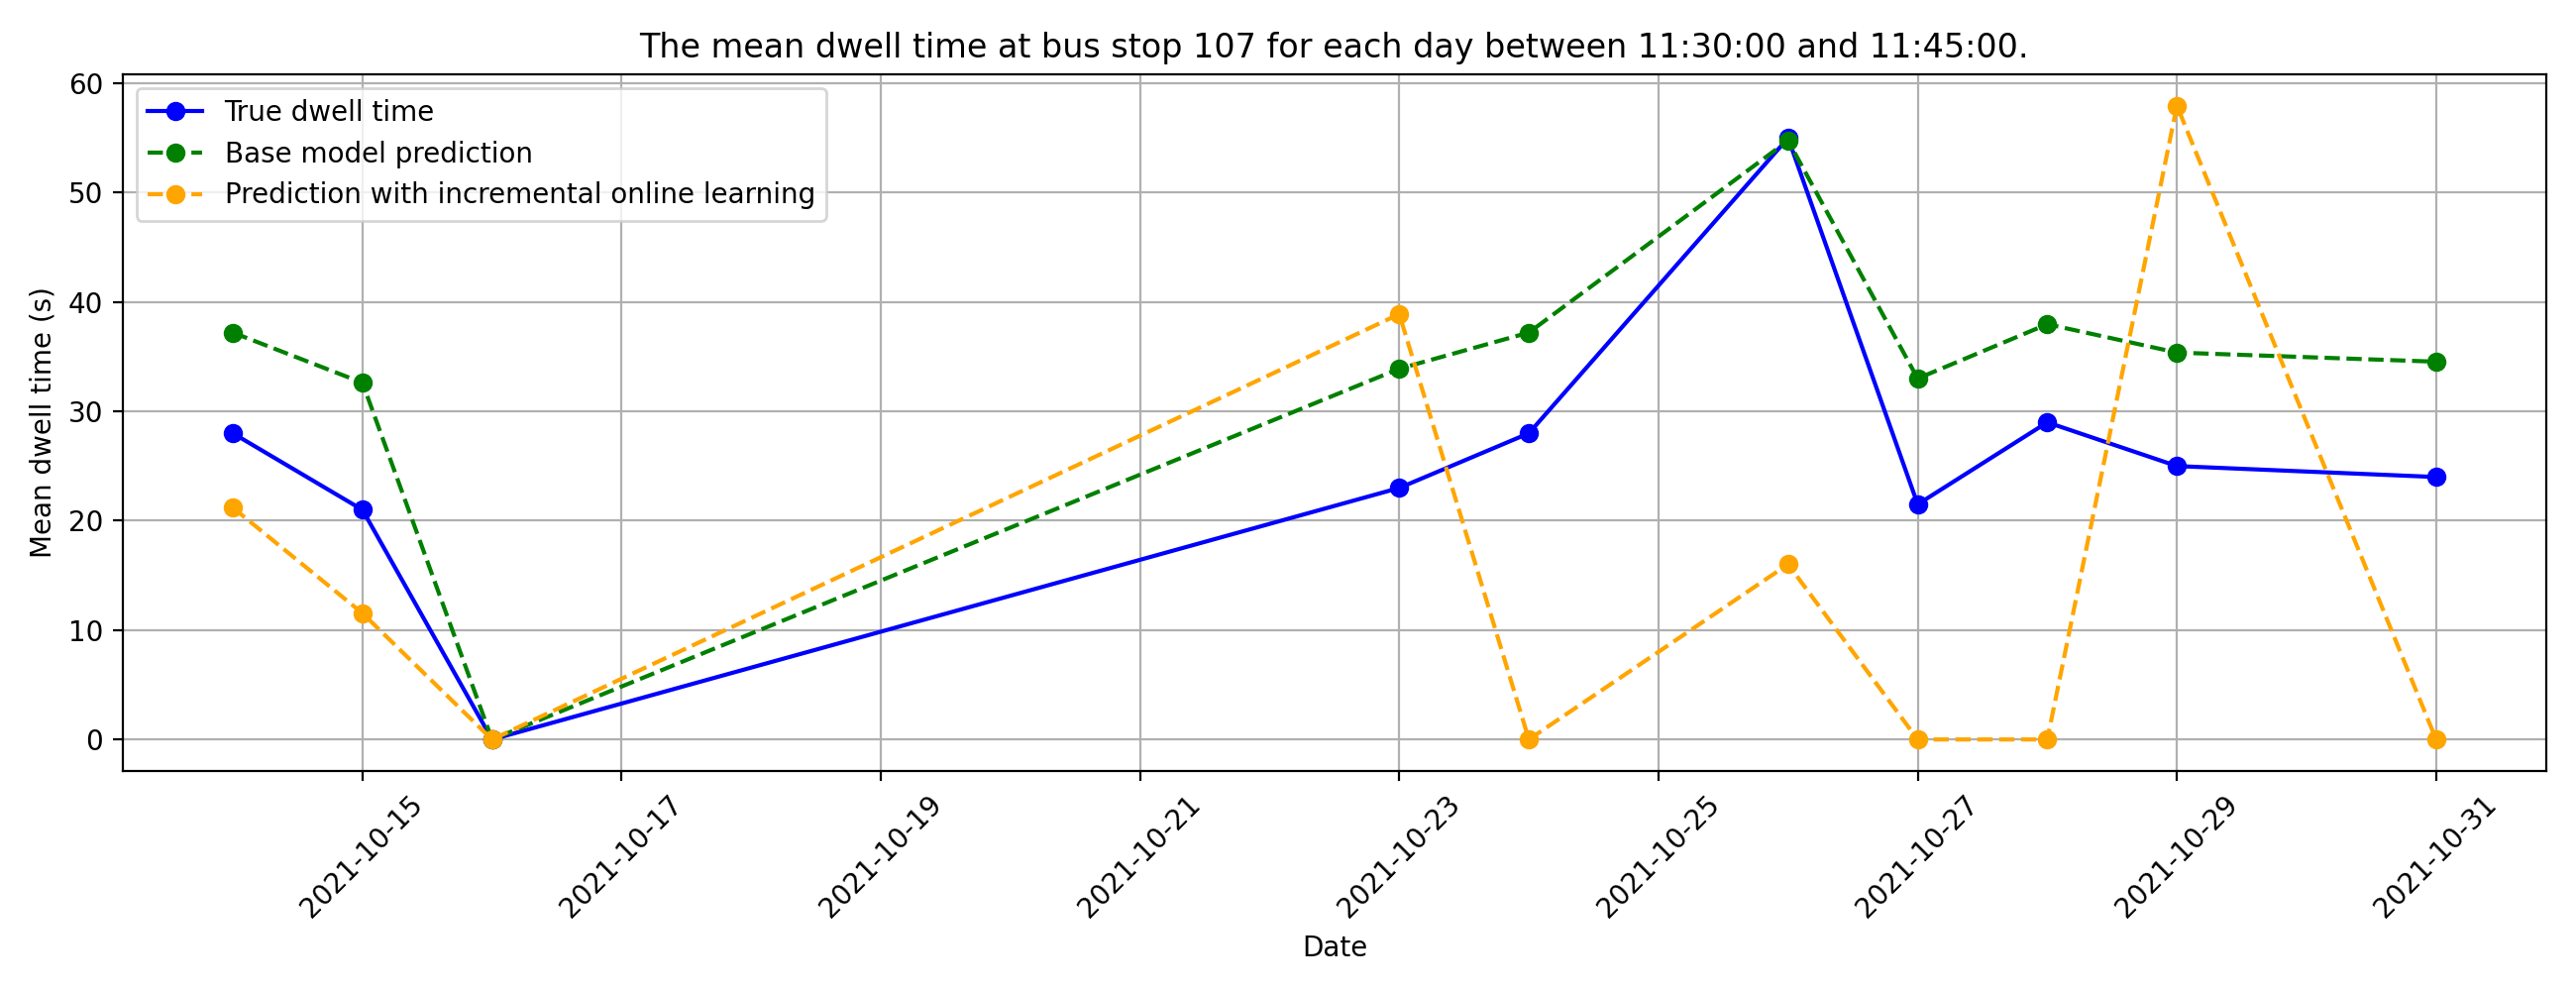 The mean dwell time at bus stop 107 for each day between 11:30:00 and 11:45:00.
60
50
40
30
20
10
0
Mean dwell time (s)
True dwell time
Base model prediction
Prediction with incremental online learning
2021-10-15
2021-10-17
2021-10-19
2021-10-21
2021-10-23
2021-10-25
2021-10-27
2021-10-29
2021-10-31
Date